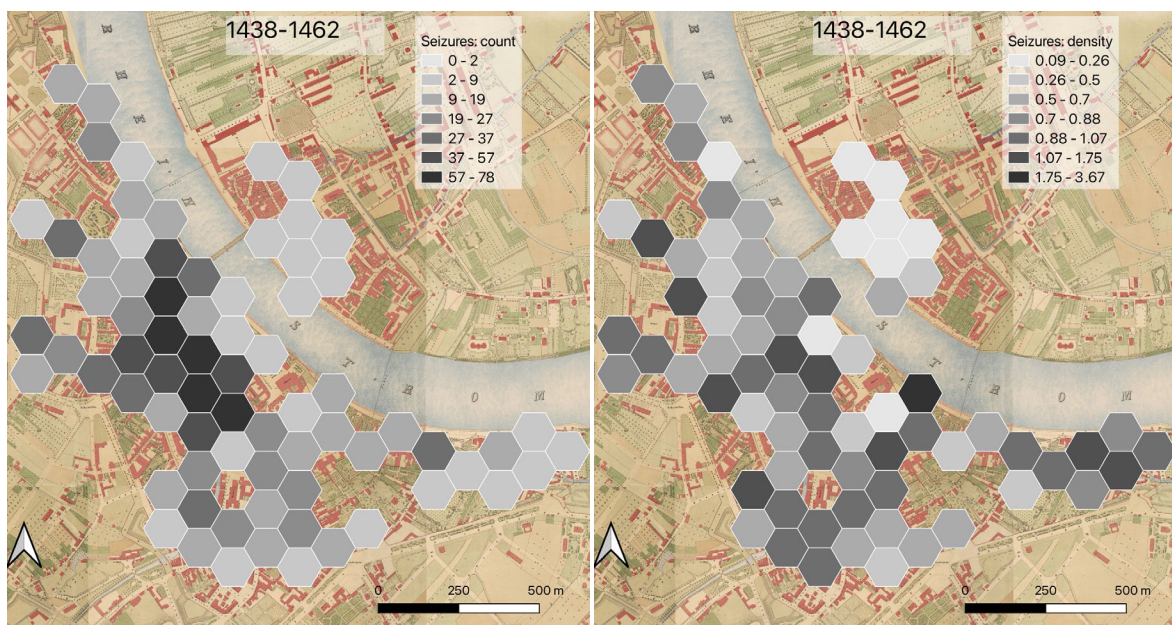 1438-1462
Seizures: count
0 - 2
2 - 9
9 - 19
19 - 27
27 - 37
37 - 57
57 - 78
R
H
E
I
N
S
T
R
O
M
0
250
500 m
1438-1462
Seizures: density
0.09 - 0.26
0.26 - 0.5
0.5 - 0.7
0.7 - 0.88
0.88 - 1.07
1.07 - 1.75
1.75 - 3.67
R
H
E
I
N
S
T
R
O
M
0
250
500 m